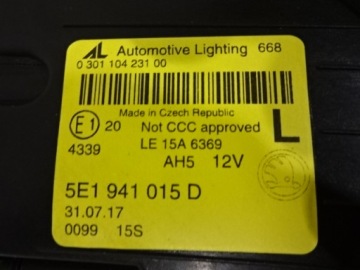 AL Automotive Lighting 668
0 301 104 231 00
Made in Czech Republic
E1 20 Not CCC approved L
4339 LE 15A 6369
AH5 12V
5E1 941 015 D
31.07.17
0099 15S